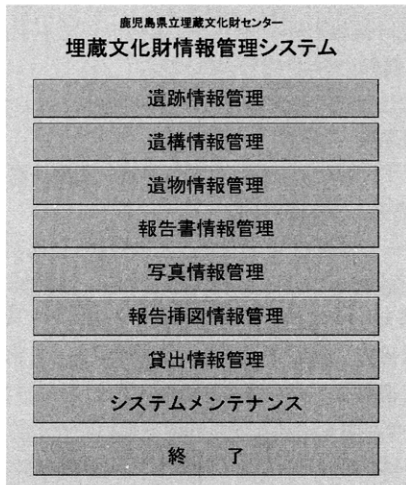 鹿児島県立埋蔵文化財センター
埋蔵文化財情報管理システム
遺跡情報管理
遺構情報管理
遺物情報管理
報告書情報管理
写真情報管理
報告挿図情報管理
貸出情報管理
システムメンテナンス
終　　了